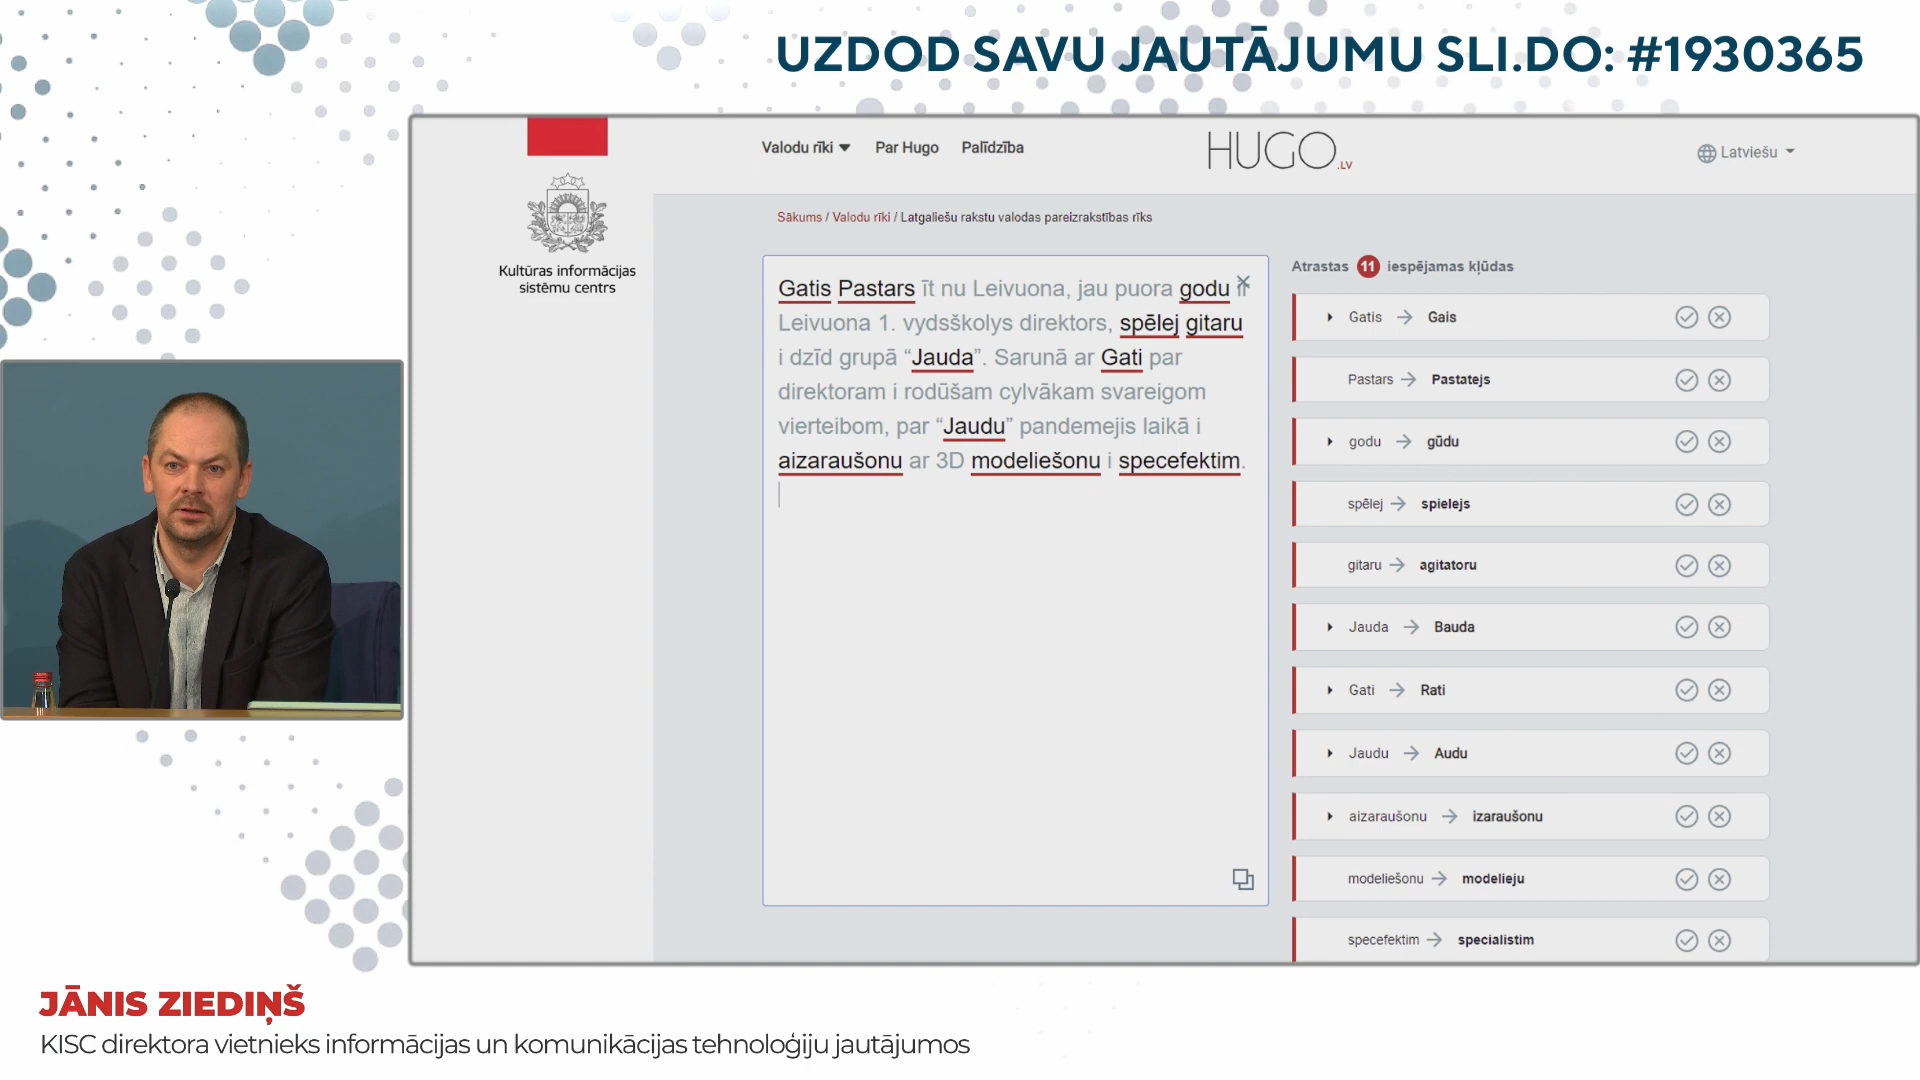 UZDOD SAVU JAUTĀJUMU SLI.DO: #1930365
Valodu rīki
Par Hugo
Palīdzība
HUGO.LV
Latviešu
Kultūras informācijas
sistēmu centrs
Sākums / Valodu rīki / Latgaliešu rakstu valodas pareizrakstības rīks
Gatis Pastars īt nu Leivuona, jau puora godu ir
Leivuona 1. vydsškolys direktors, spēlej gitaru
i dzīd grupā “Jauda”. Sarunā ar Gati par
direktoram i rodūšam cylvākam svareigom
vierteibom, par “Jaudu” pandemejis laikā i
aizaraušonu ar 3D modeliešonu i specefektim.
Atrastas 11 iespējamas kļūdas
Gatis → Gais
Pastars → Pastatejs
godu → gūdu
spēlej → spielejs
gitaru → agitatoru
Jauda → Bauda
Gati → Rati
Jaudu → Audu
aizaraušonu → izaraušonu
modeliešonu → modelieju
specefektim → specialistim
JĀNIS ZIEDIŅŠ
KISC direktora vietnieks informācijas un komunikācijas tehnoloģiju jautājumos